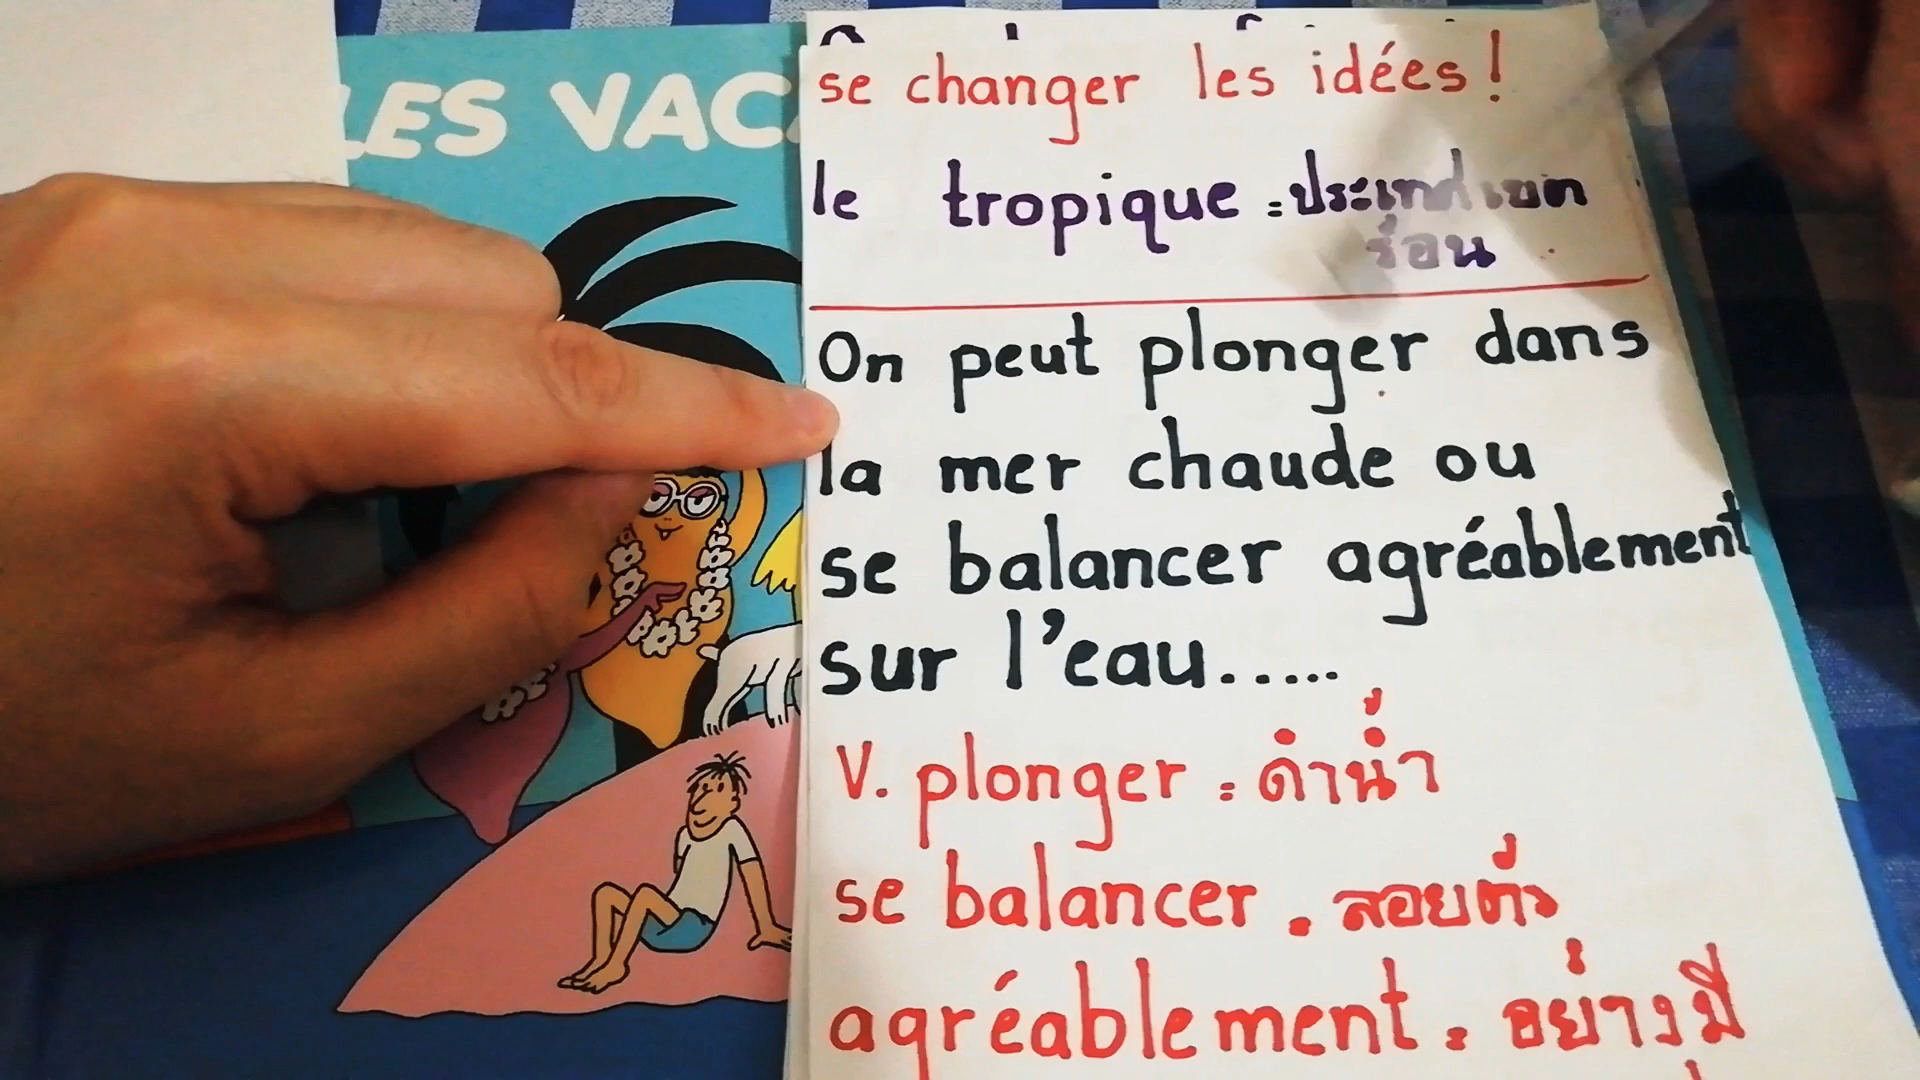 LES VAC
se changer les idées!
le tropique = ประเทศเขต
ร้อน
On peut plonger dans
la mer chaude ou
se balancer agréablement
sur l'eau.....
V. plonger = ดำน้ำ
se balancer = ลอยตัว
agréablement = อย่างมี